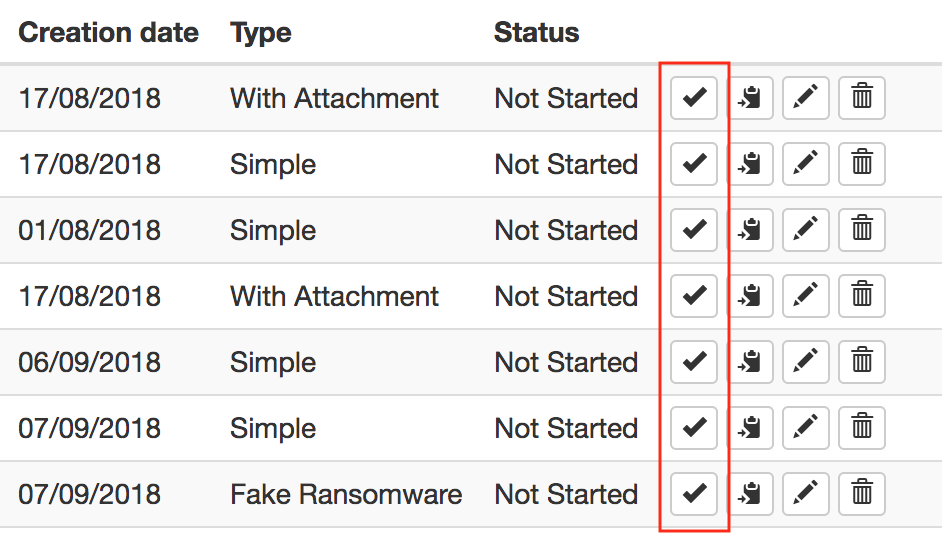 Creation date Type Status
17/08/2018 With Attachment Not Started
17/08/2018 Simple Not Started
01/08/2018 Simple Not Started
17/08/2018 With Attachment Not Started
06/09/2018 Simple Not Started
07/09/2018 Simple Not Started
07/09/2018 Fake Ransomware Not Started